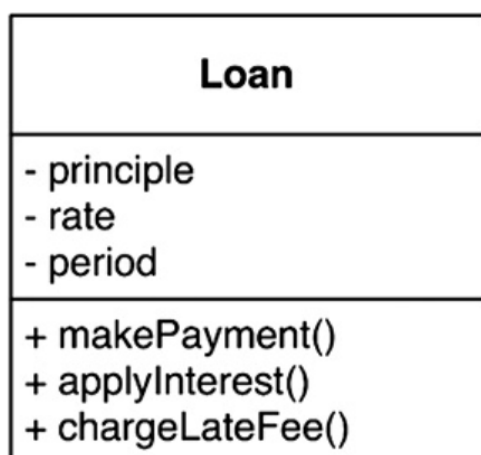 Loan
- principle
- rate
- period
+ makePayment()
+ applyInterest()
+ chargeLateFee()